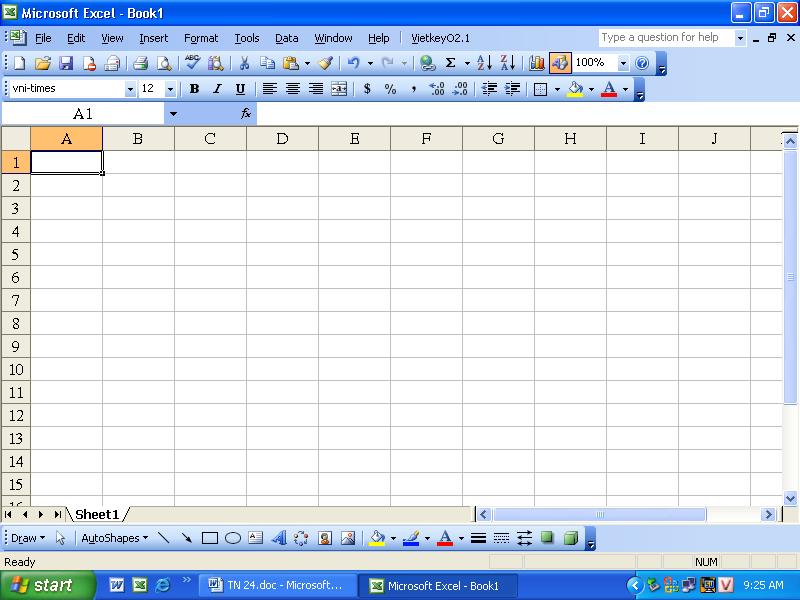 Microsoft Excel - Book1
File Edit View Insert Format Tools Data Window Help VietkeyO2.1 Type a question for help
100%
vni-times 12 B I U $ % ,
A1 fx
A B C D E F G H I J
1
2
3
4
5
6
7
8
9
10
11
12
13
14
15
Sheet1
Draw AutoShapes
Ready NUM
start TN 24.doc - Microsoft... Microsoft Excel - Book1 9:25 AM